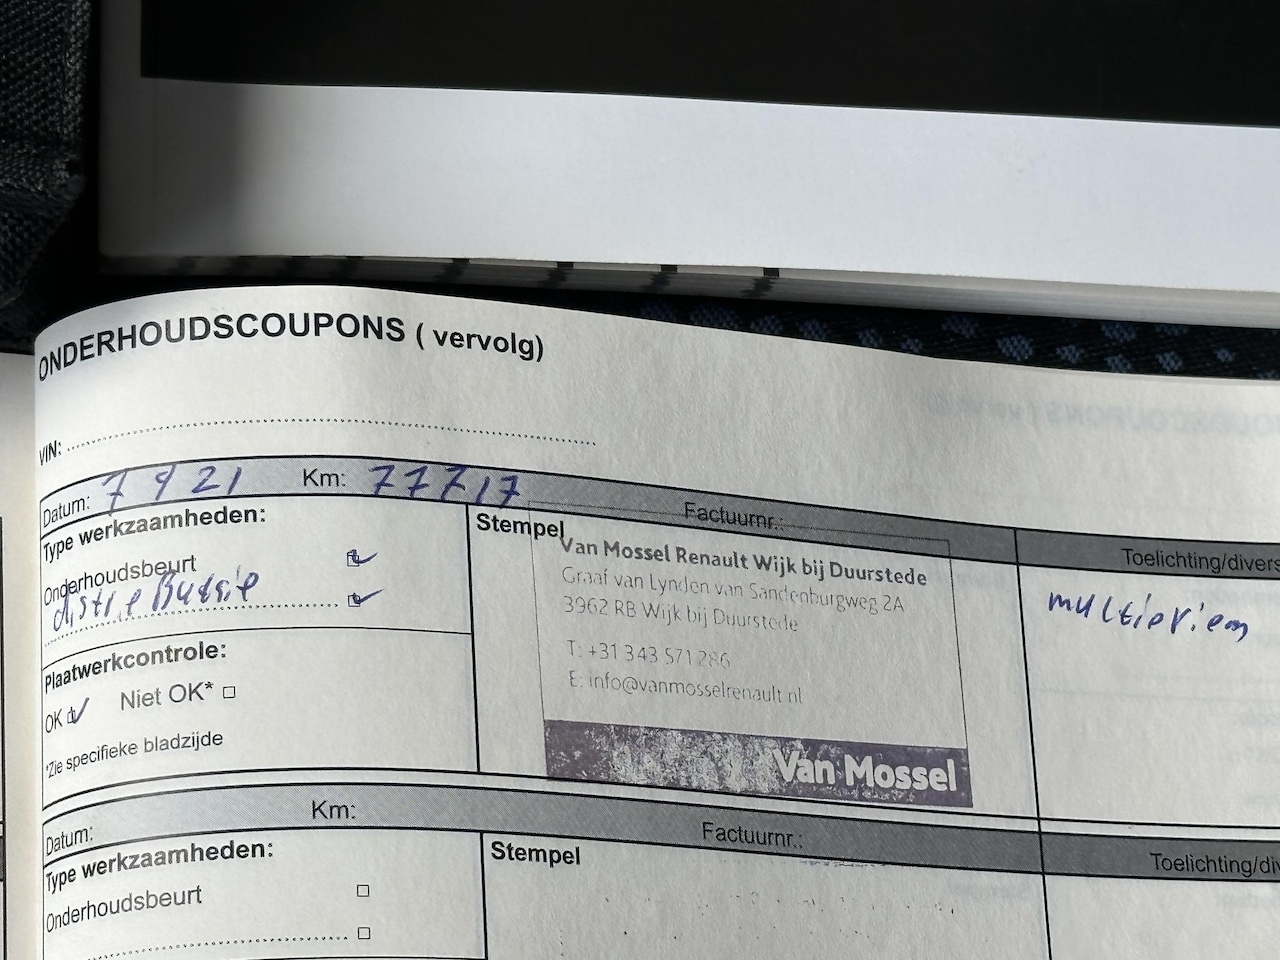 ONDERHOUDSCOUPONS ( vervolg)
VIN:
Datum: 7 9 21 Km: 77717 Factuurnr.:
Type werkzaamheden:
Onderhoudsbeurt
distributie
Plaatwerkcontrole:
OK Niet OK*
*Zie specifieke bladzijde
Stempel
Van Mossel Renault Wijk bij Duurstede
Graaf van Lynden van Sandenburgweg 2A
3962 RB Wijk bij Duurstede
T: +31 343 571 286
E: info@vanmosselrenault.nl
Van Mossel
Toelichting/divers
multieriem
Datum: Km: Factuurnr.:
Type werkzaamheden:
Onderhoudsbeurt
Stempel
Toelichting/div